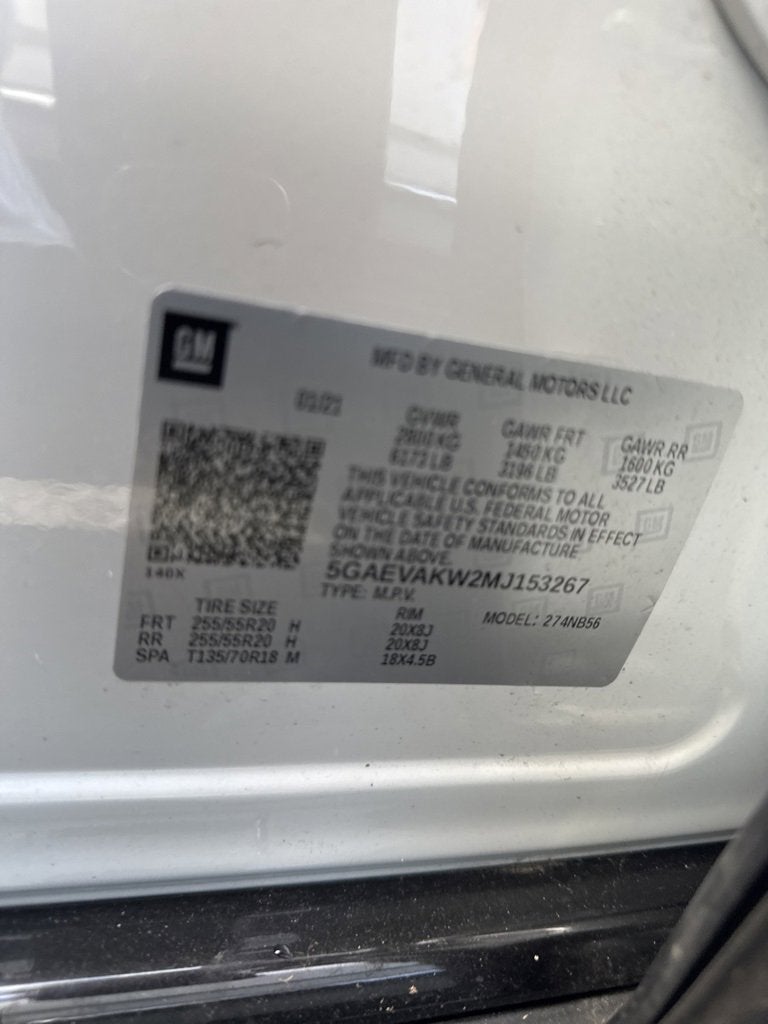 GM
MFD BY GENERAL MOTORS LLC
01/21
GVWR GAWR FRT GAWR RR
1450 KG 1600 KG
6173 LB 3196 LB 3527 LB
THIS VEHICLE CONFORMS TO ALL
APPLICABLE U.S. FEDERAL MOTOR
VEHICLE SAFETY STANDARDS IN EFFECT
ON THE DATE OF MANUFACTURE
SHOWN ABOVE.
140X
5GAEVAKW2MJ153267
TYPE: M.P.V.
MODEL: 274NB56
TIRE SIZE RIM
FRT 255/55R20 H 20X8J
RR 255/55R20 H 20X8J
SPA T135/70R18 M 18X4.5B